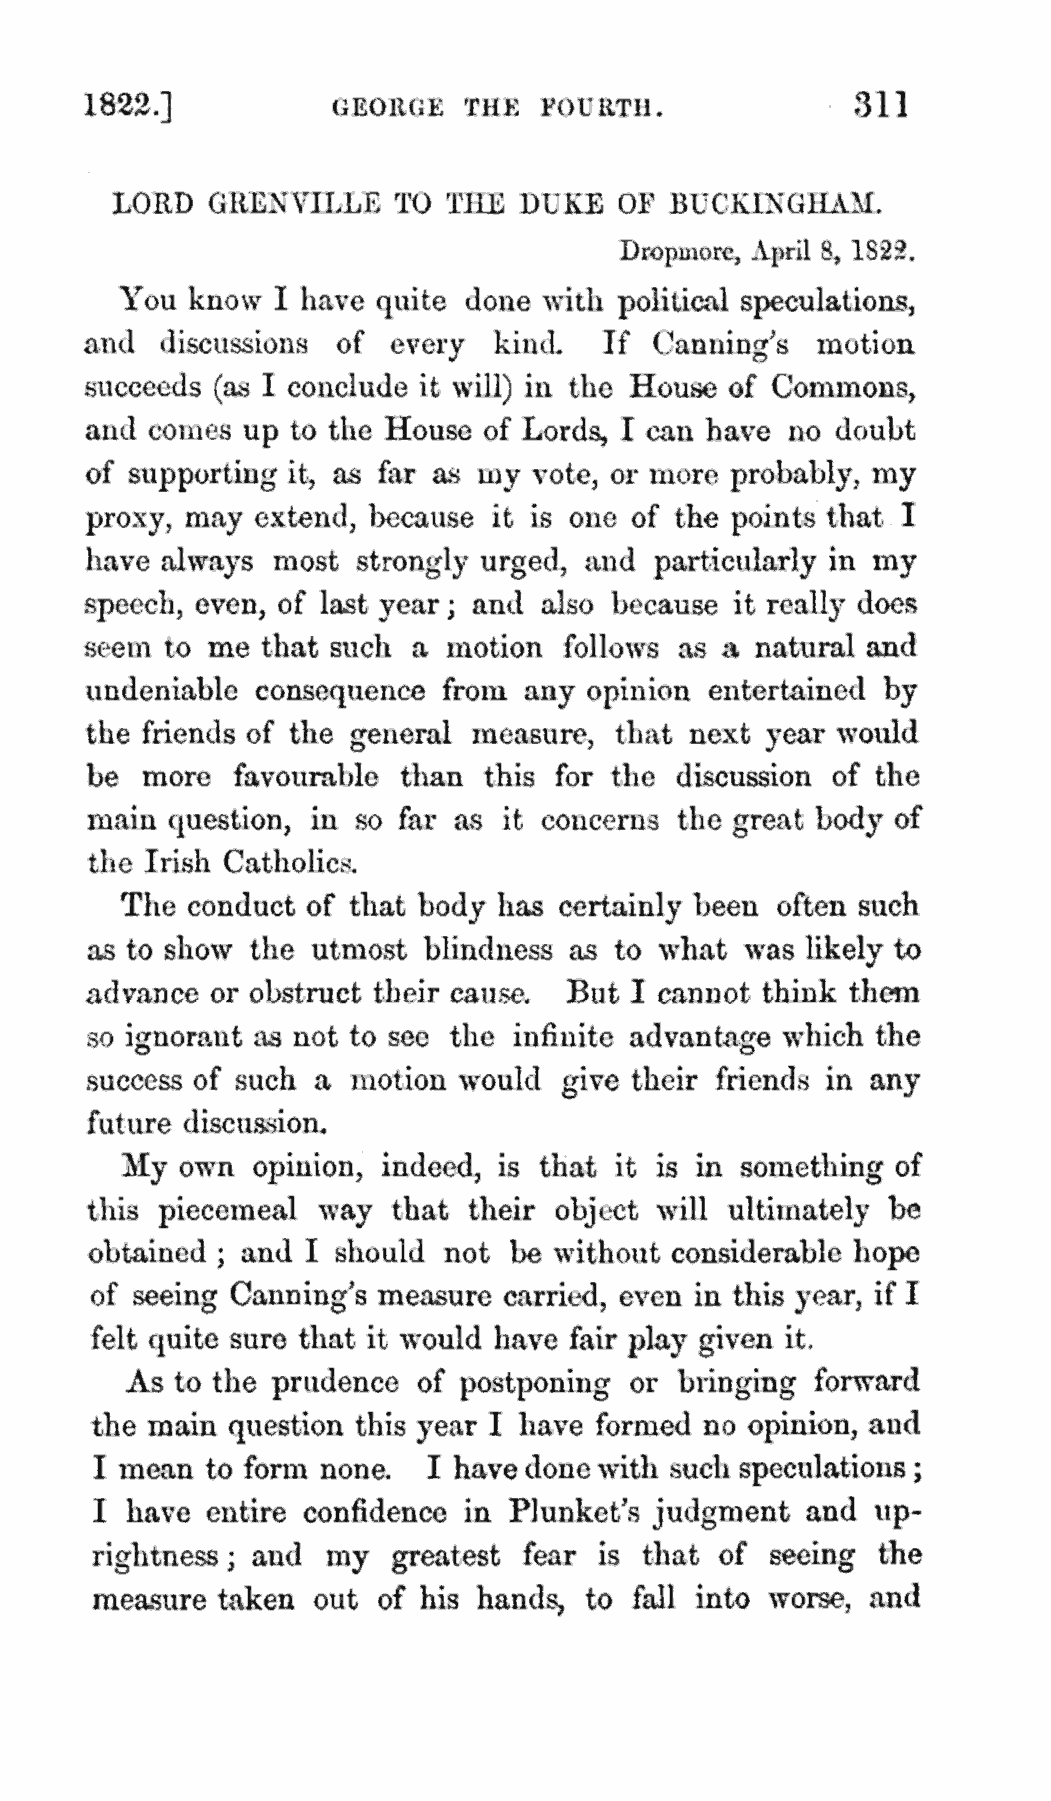 1822.] GEORGE THE FOURTH. 311
LORD GRENVILLE TO THE DUKE OF BUCKINGHAM.
Dropmore, April 8, 1822.
You know I have quite done with political speculations,
and discussions of every kind. If Canning's motion
succeeds (as I conclude it will) in the House of Commons,
and comes up to the House of Lords, I can have no doubt
of supporting it, as far as my vote, or more probably, my
proxy, may extend, because it is one of the points that I
have always most strongly urged, and particularly in my
speech, even, of last year; and also because it really does
seem to me that such a motion follows as a natural and
undeniable consequence from any opinion entertained by
the friends of the general measure, that next year would
be more favourable than this for the discussion of the
main question, in so far as it concerns the great body of
the Irish Catholics.
The conduct of that body has certainly been often such
as to show the utmost blindness as to what was likely to
advance or obstruct their cause. But I cannot think them
so ignorant as not to see the infinite advantage which the
success of such a motion would give their friends in any
future discussion.
My own opinion, indeed, is that it is in something of
this piecemeal way that their object will ultimately be
obtained; and I should not be without considerable hope
of seeing Canning's measure carried, even in this year, if I
felt quite sure that it would have fair play given it.
As to the prudence of postponing or bringing forward
the main question this year I have formed no opinion, and
I mean to form none. I have done with such speculations;
I have entire confidence in Plunket's judgment and up-
rightness; and my greatest fear is that of seeing the
measure taken out of his hands, to fall into worse, and